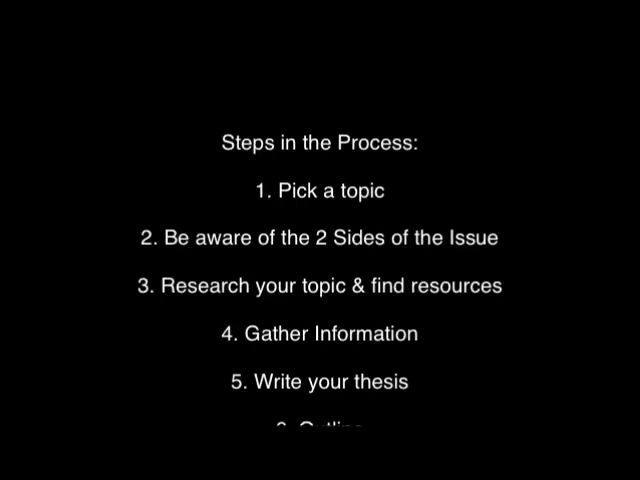 Steps in the Process:
1. Pick a topic
2. Be aware of the 2 Sides of the Issue
3. Research your topic & find resources
4. Gather Information
5. Write your thesis